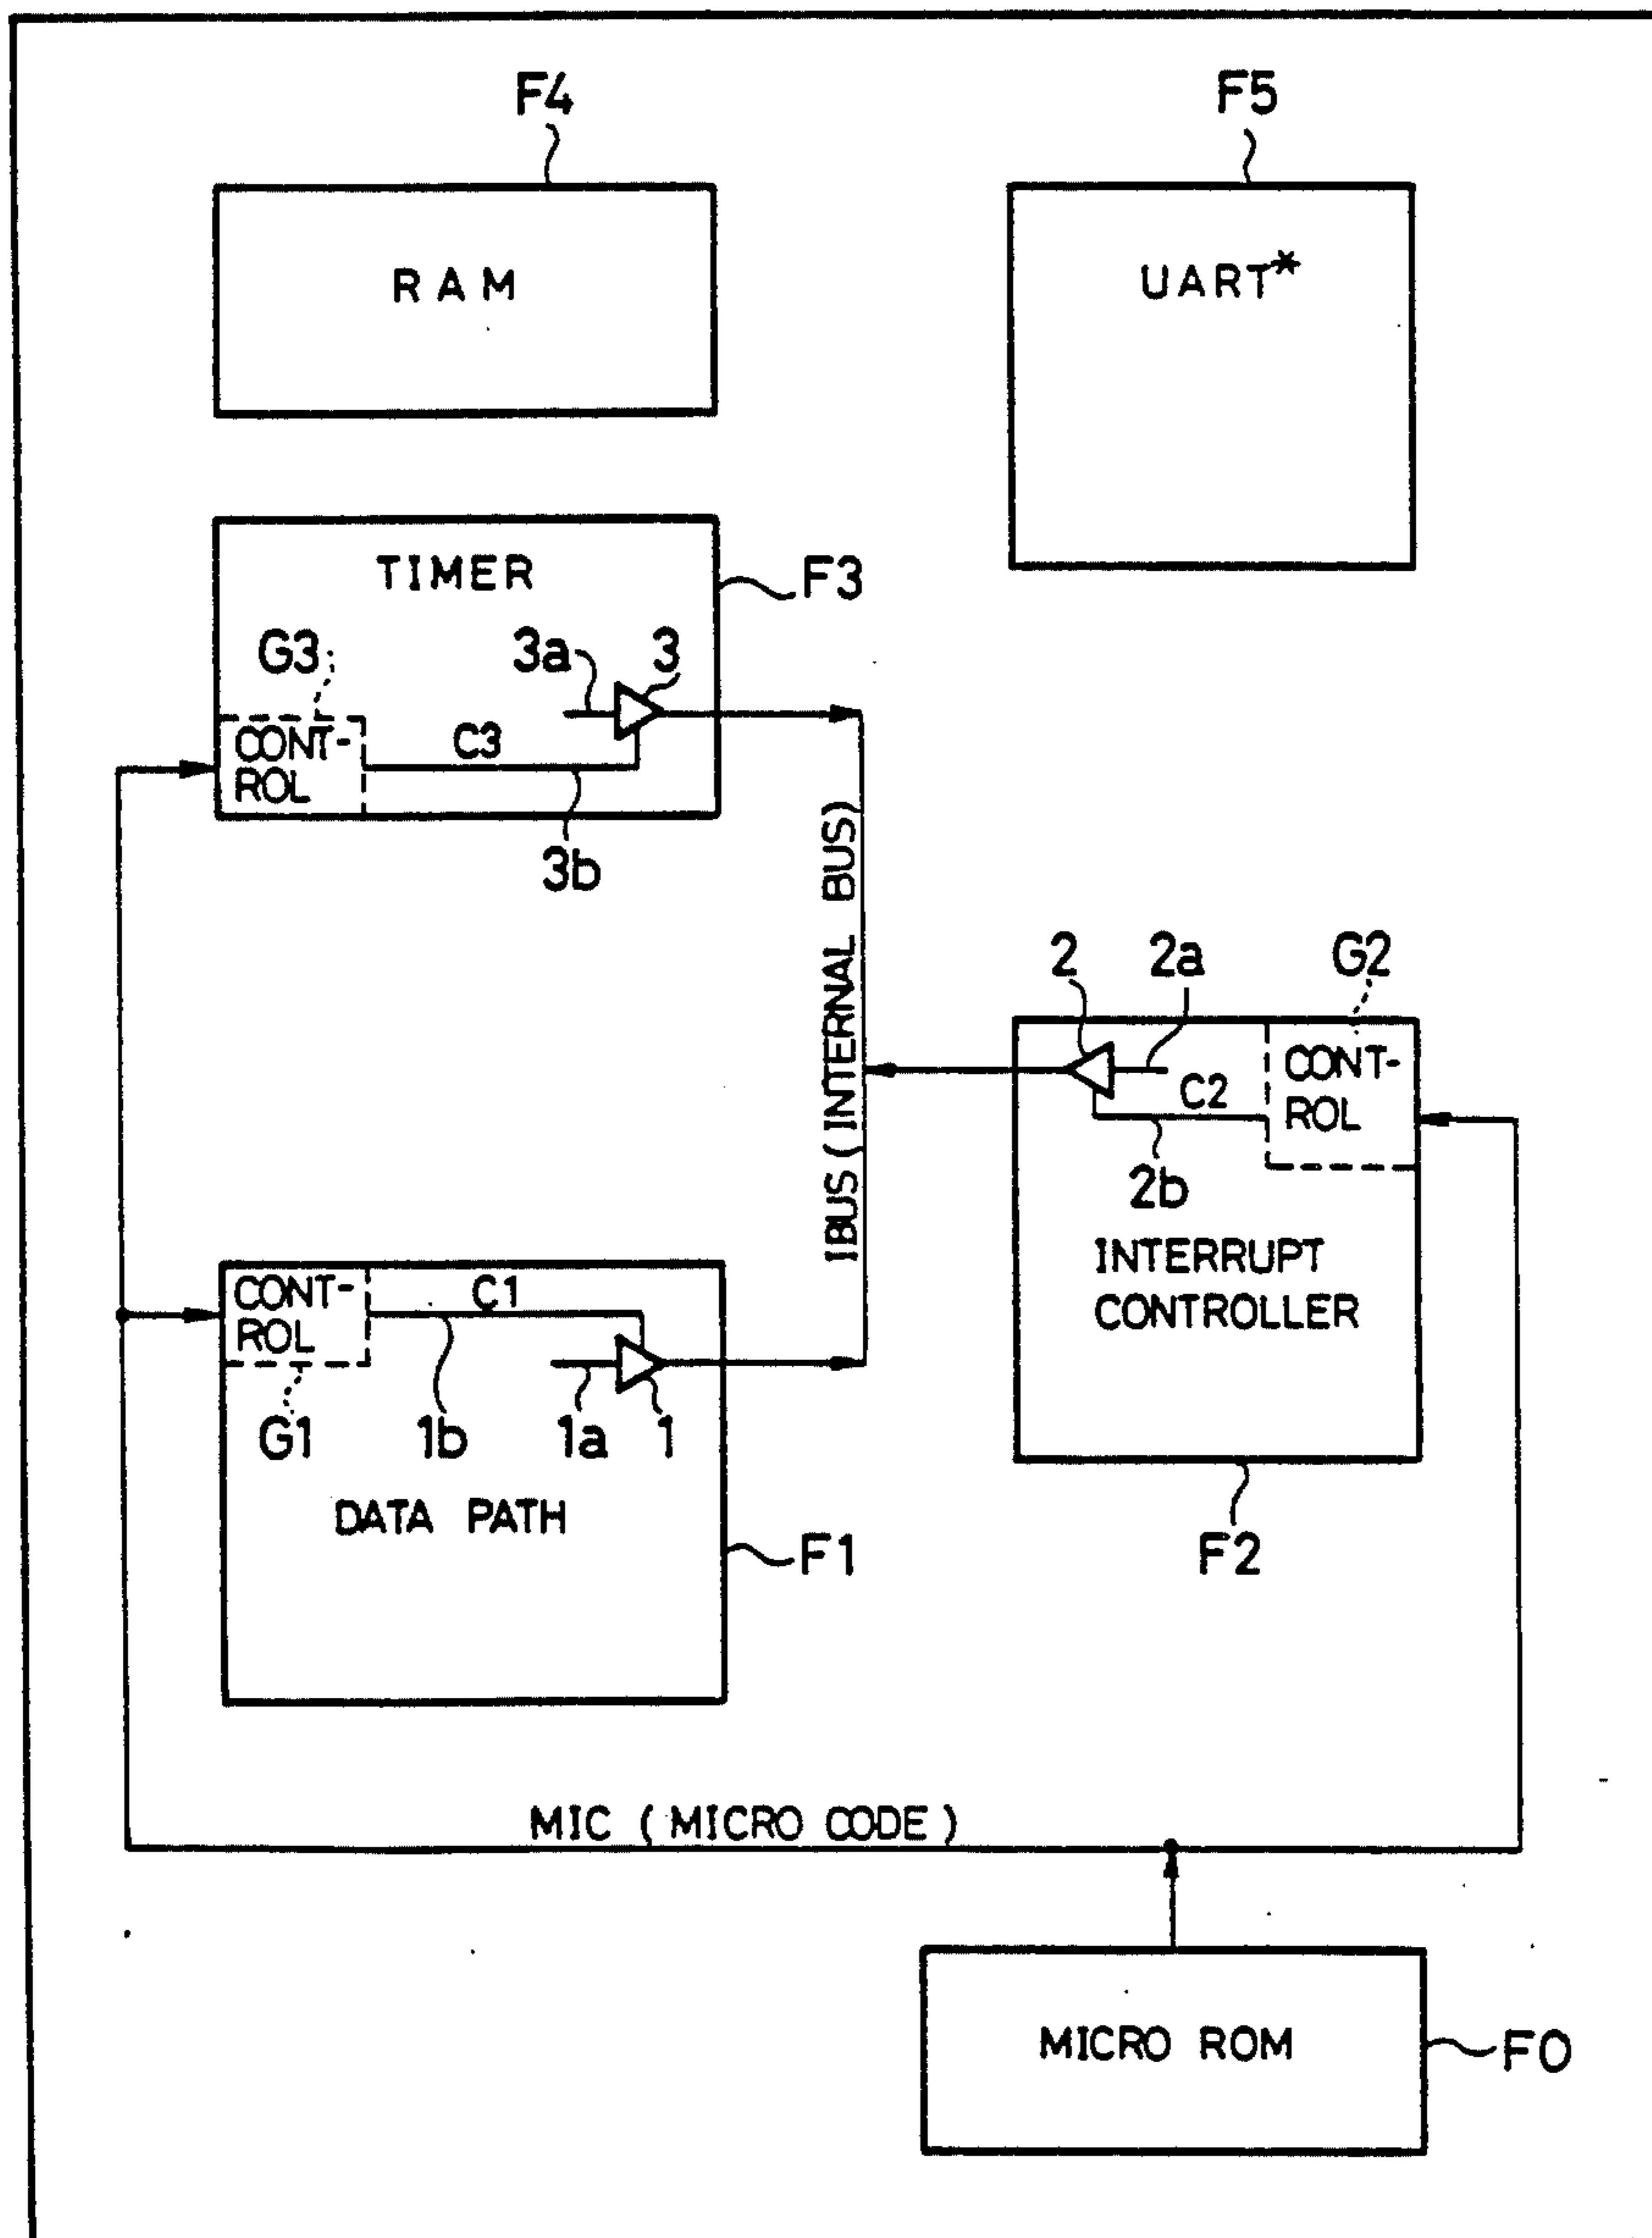 F4
F5
RAM
UART*
TIMER
F3
G3
3a
3
CONT-
ROL
C3
3b
IBUS (INTERNAL BUS)
2
2a
G2
CONT-
ROL
C2
2b
INTERRUPT
CONTROLLER
CONT-
ROL
C1
G1
1b
1a
1
DATA PATH
F1
F2
MIC (MICRO CODE)
MICRO ROM
F0